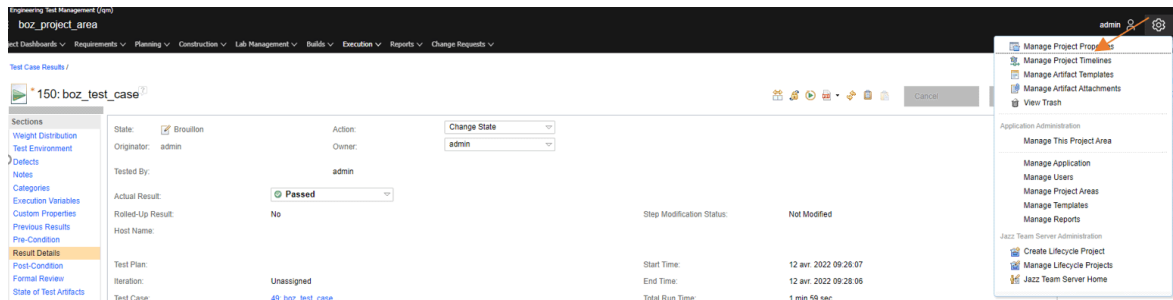 Engineering Test Management (/qm)
boz_project_area
admin
ect Dashboards Requirements Planning Construction Lab Management Builds Execution Reports Change Requests
Test Case Results /
* 150: boz_test_case ?
Cancel
Sections
Weight Distribution
Test Environment
Defects
Notes
Categories
Execution Variables
Custom Properties
Previous Results
Pre-Condition
Result Details
Post-Condition
Formal Review
State of Test Artifacts
State: Brouillon Action: Change State
Originator: admin Owner: admin
Tested By: admin
Actual Result: Passed
Rolled-Up Result: No Step Modification Status: Not Modified
Host Name:
Test Plan: Start Time: 12 avr. 2022 09:26:07
Iteration: Unassigned End Time: 12 avr. 2022 09:28:06
Test Case: 49: boz_test_case Total Run Time: 1 min 59 sec
Manage Project Properties
Manage Project Timelines
Manage Artifact Templates
Manage Artifact Attachments
View Trash
Application Administration
Manage This Project Area
Manage Application
Manage Users
Manage Project Areas
Manage Templates
Manage Reports
Jazz Team Server Administration
Create Lifecycle Project
Manage Lifecycle Projects
Jazz Team Server Home